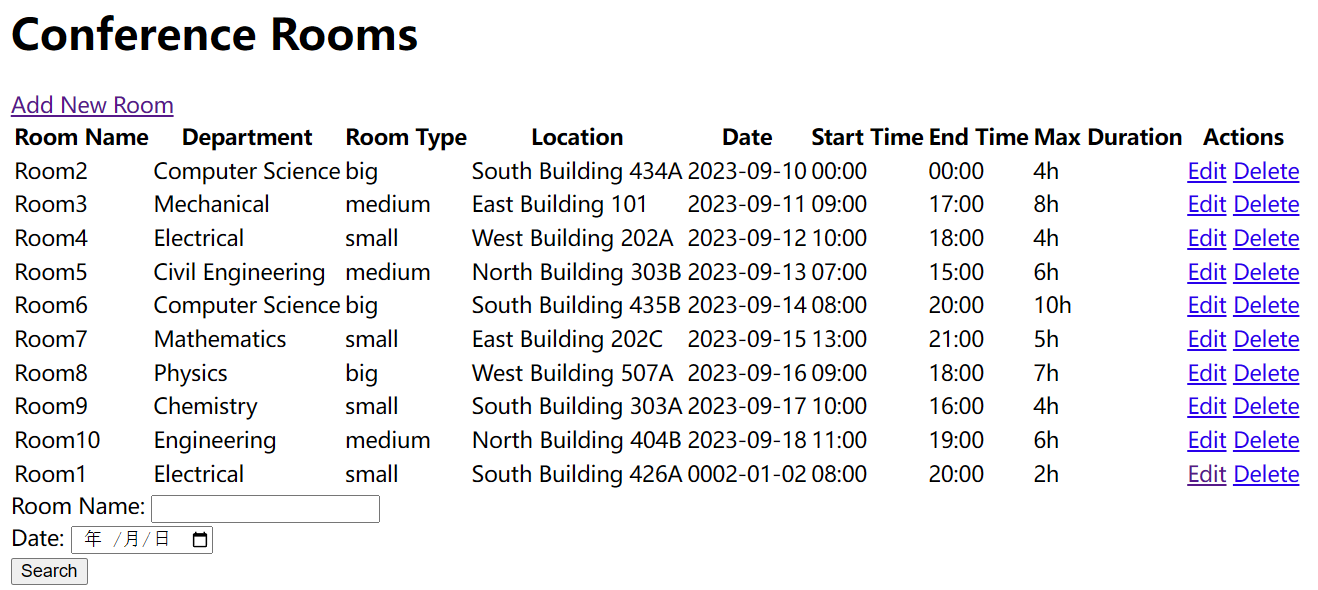 Conference Rooms
Add New Room
Room Name Department Room Type Location Date Start Time End Time Max Duration Actions
Room2 Computer Science big South Building 434A 2023-09-10 00:00 00:00 4h Edit Delete
Room3 Mechanical medium East Building 101 2023-09-11 09:00 17:00 8h Edit Delete
Room4 Electrical small West Building 202A 2023-09-12 10:00 18:00 4h Edit Delete
Room5 Civil Engineering medium North Building 303B 2023-09-13 07:00 15:00 6h Edit Delete
Room6 Computer Science big South Building 435B 2023-09-14 08:00 20:00 10h Edit Delete
Room7 Mathematics small East Building 202C 2023-09-15 13:00 21:00 5h Edit Delete
Room8 Physics big West Building 507A 2023-09-16 09:00 18:00 7h Edit Delete
Room9 Chemistry small South Building 303A 2023-09-17 10:00 16:00 4h Edit Delete
Room10 Engineering medium North Building 404B 2023-09-18 11:00 19:00 6h Edit Delete
Room1 Electrical small South Building 426A 0002-01-02 08:00 20:00 2h Edit Delete
Room Name:
Date: 年 /月/日
Search